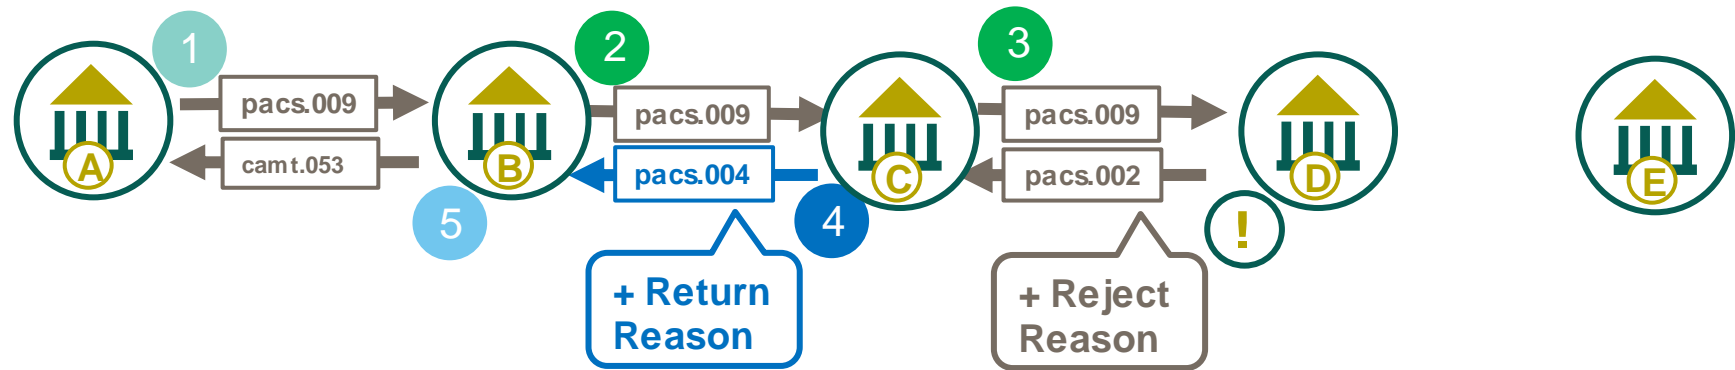 1
2
3
pacs.009
pacs.009
pacs.009
A
camt.053
B
pacs.004
C
pacs.002
D
E
5
4
!
+ Return
Reason
+ Reject
Reason